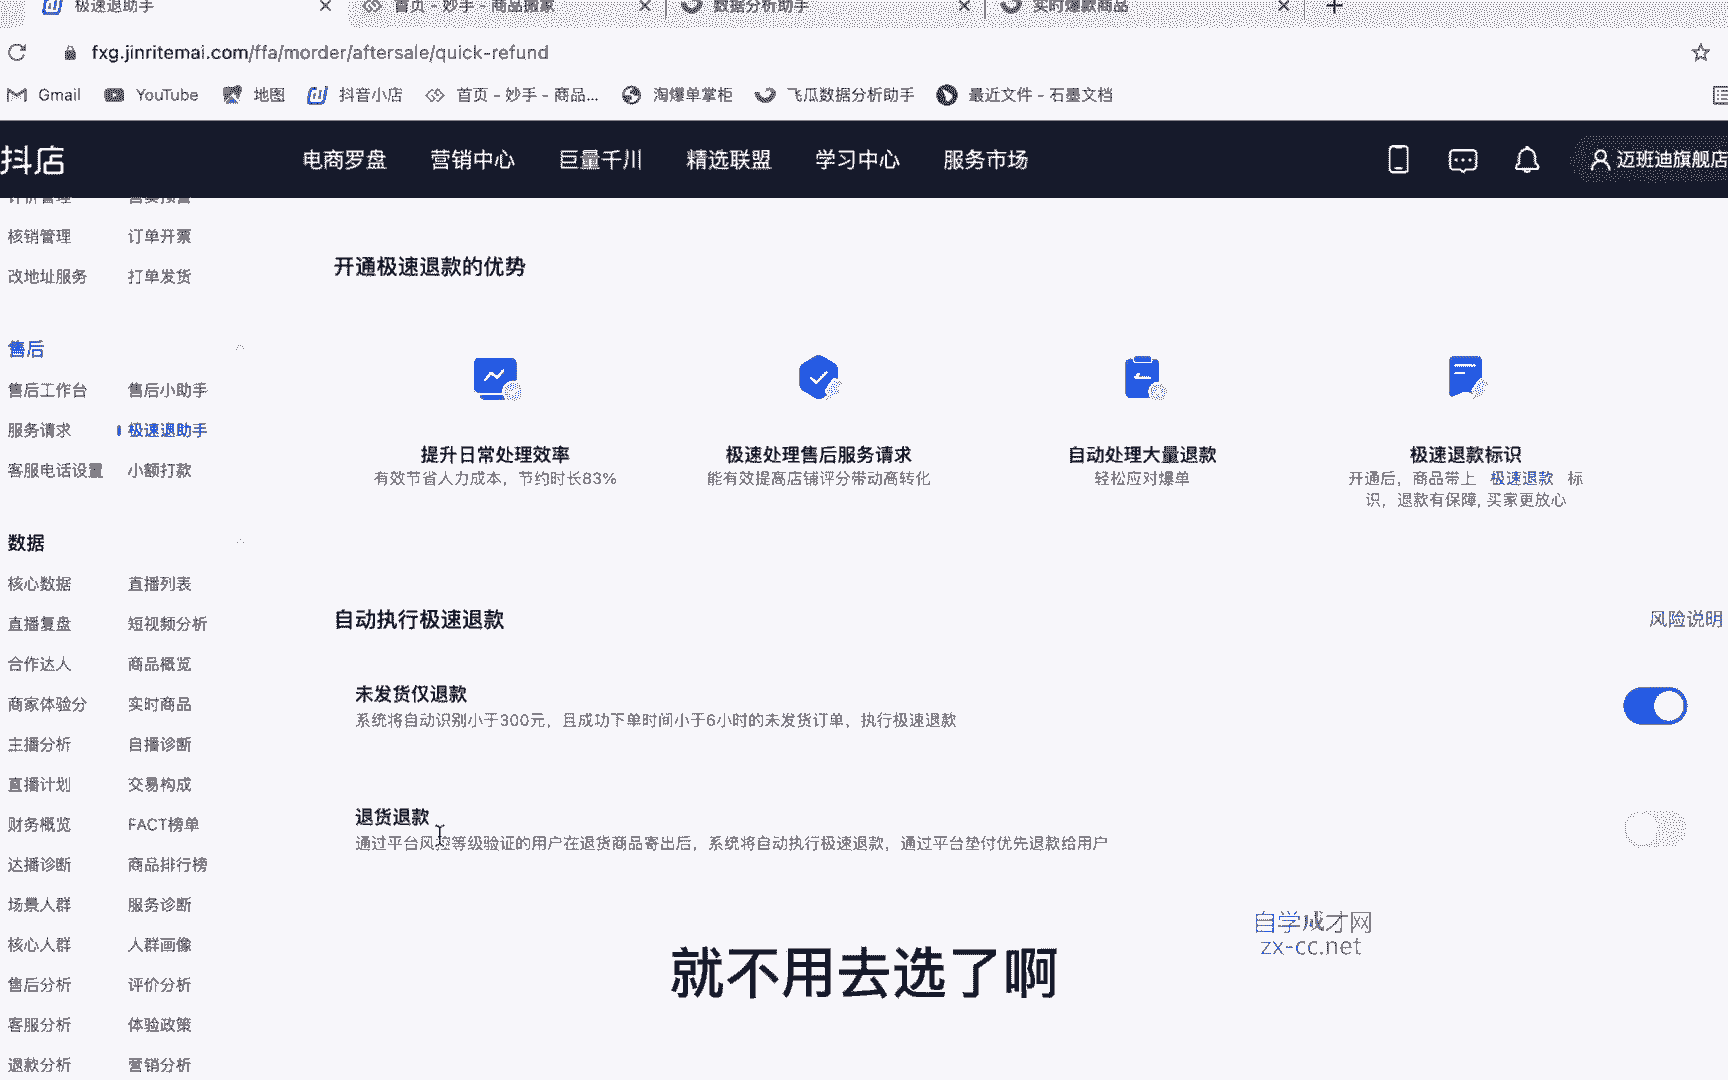 极速退助手
首页 - 妙手 - 商品搬家
数据分析助手
实时爆款商品
fxg.jinritemai.com/ffa/morder/aftersale/quick-refund
Gmail
YouTube
地图
抖音小店
首页 - 妙手 - 商品...
淘爆单掌柜
飞瓜数据分析助手
最近文件 - 石墨文档
抖店
电商罗盘
营销中心
巨量千川
精选联盟
学习中心
服务市场
迈班迪旗舰店
评价管理
核销管理
订单开票
改地址服务
打单发货
售后
售后工作台
售后小助手
服务请求
极速退助手
客服电话设置
小额打款
数据
核心数据
直播列表
直播复盘
短视频分析
合作达人
商品概览
商家体验分
实时商品
主播分析
自播诊断
直播计划
交易构成
财务概览
FACT榜单
达播诊断
商品排行榜
场景人群
服务诊断
核心人群
人群画像
售后分析
评价分析
客服分析
体验政策
退款分析
营销分析
开通极速退款的优势
提升日常处理效率
有效节省人力成本，节约时长83%
极速处理售后服务请求
能有效提高店铺评分带动高转化
自动处理大量退款
轻松应对爆单
极速退款标识
开通后，商品带上 极速退款 标
识，退款有保障, 买家更放心
自动执行极速退款
风险说明
未发货仅退款
系统将自动识别小于300元，且成功下单时间小于6小时的未发货订单，执行极速退款
退货退款
通过平台风控等级验证的用户在退货商品寄出后，系统将自动执行极速退款，通过平台垫付优先退款给用户
自学成才网
zx-cc.net
就不用去选了啊